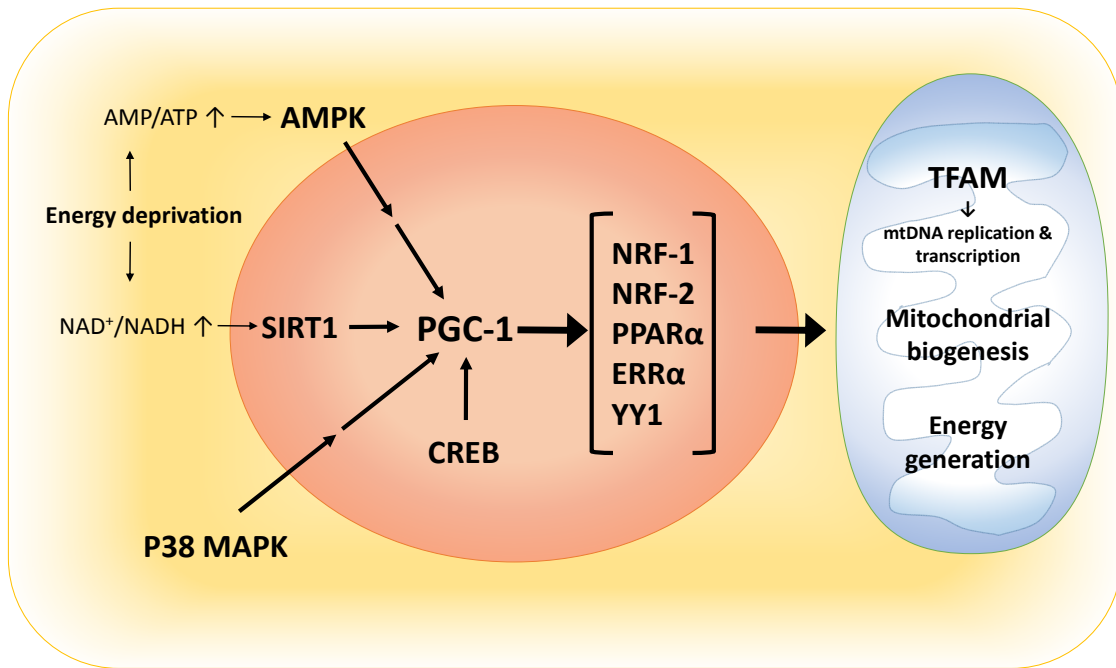 AMP/ATP ↑
AMPK
Energy deprivation
NAD⁺/NADH ↑
SIRT1
PGC-1
CREB
P38 MAPK
NRF-1
NRF-2
PPARα
ERRα
YY1
TFAM
↓
mtDNA replication &
transcription
Mitochondrial
biogenesis
Energy
generation